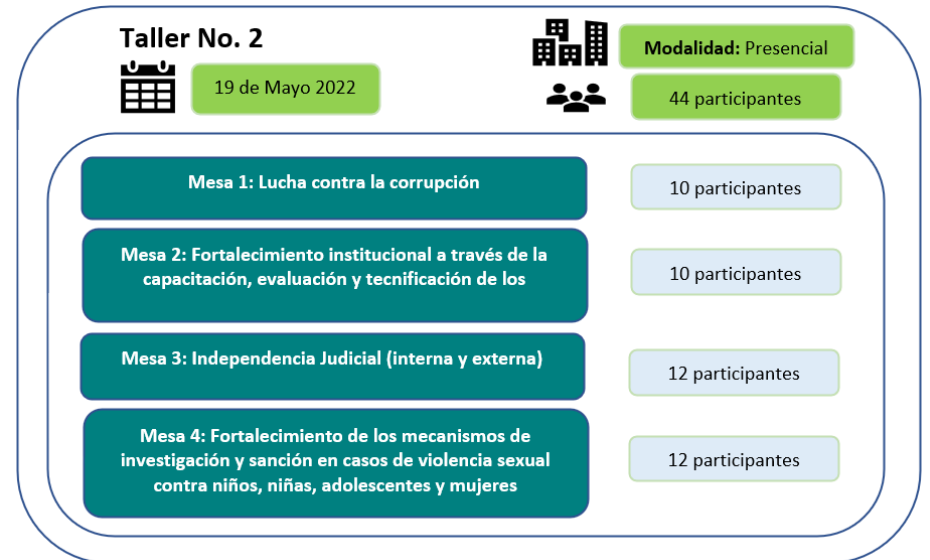 Taller No. 2
Modalidad: Presencial
19 de Mayo 2022
44 participantes
Mesa 1: Lucha contra la corrupción
10 participantes
Mesa 2: Fortalecimiento institucional a través de la
capacitación, evaluación y tecnificación de los
10 participantes
Mesa 3: Independencia Judicial (interna y externa)
12 participantes
Mesa 4: Fortalecimiento de los mecanismos de
investigación y sanción en casos de violencia sexual
contra niños, niñas, adolescentes y mujeres
12 participantes